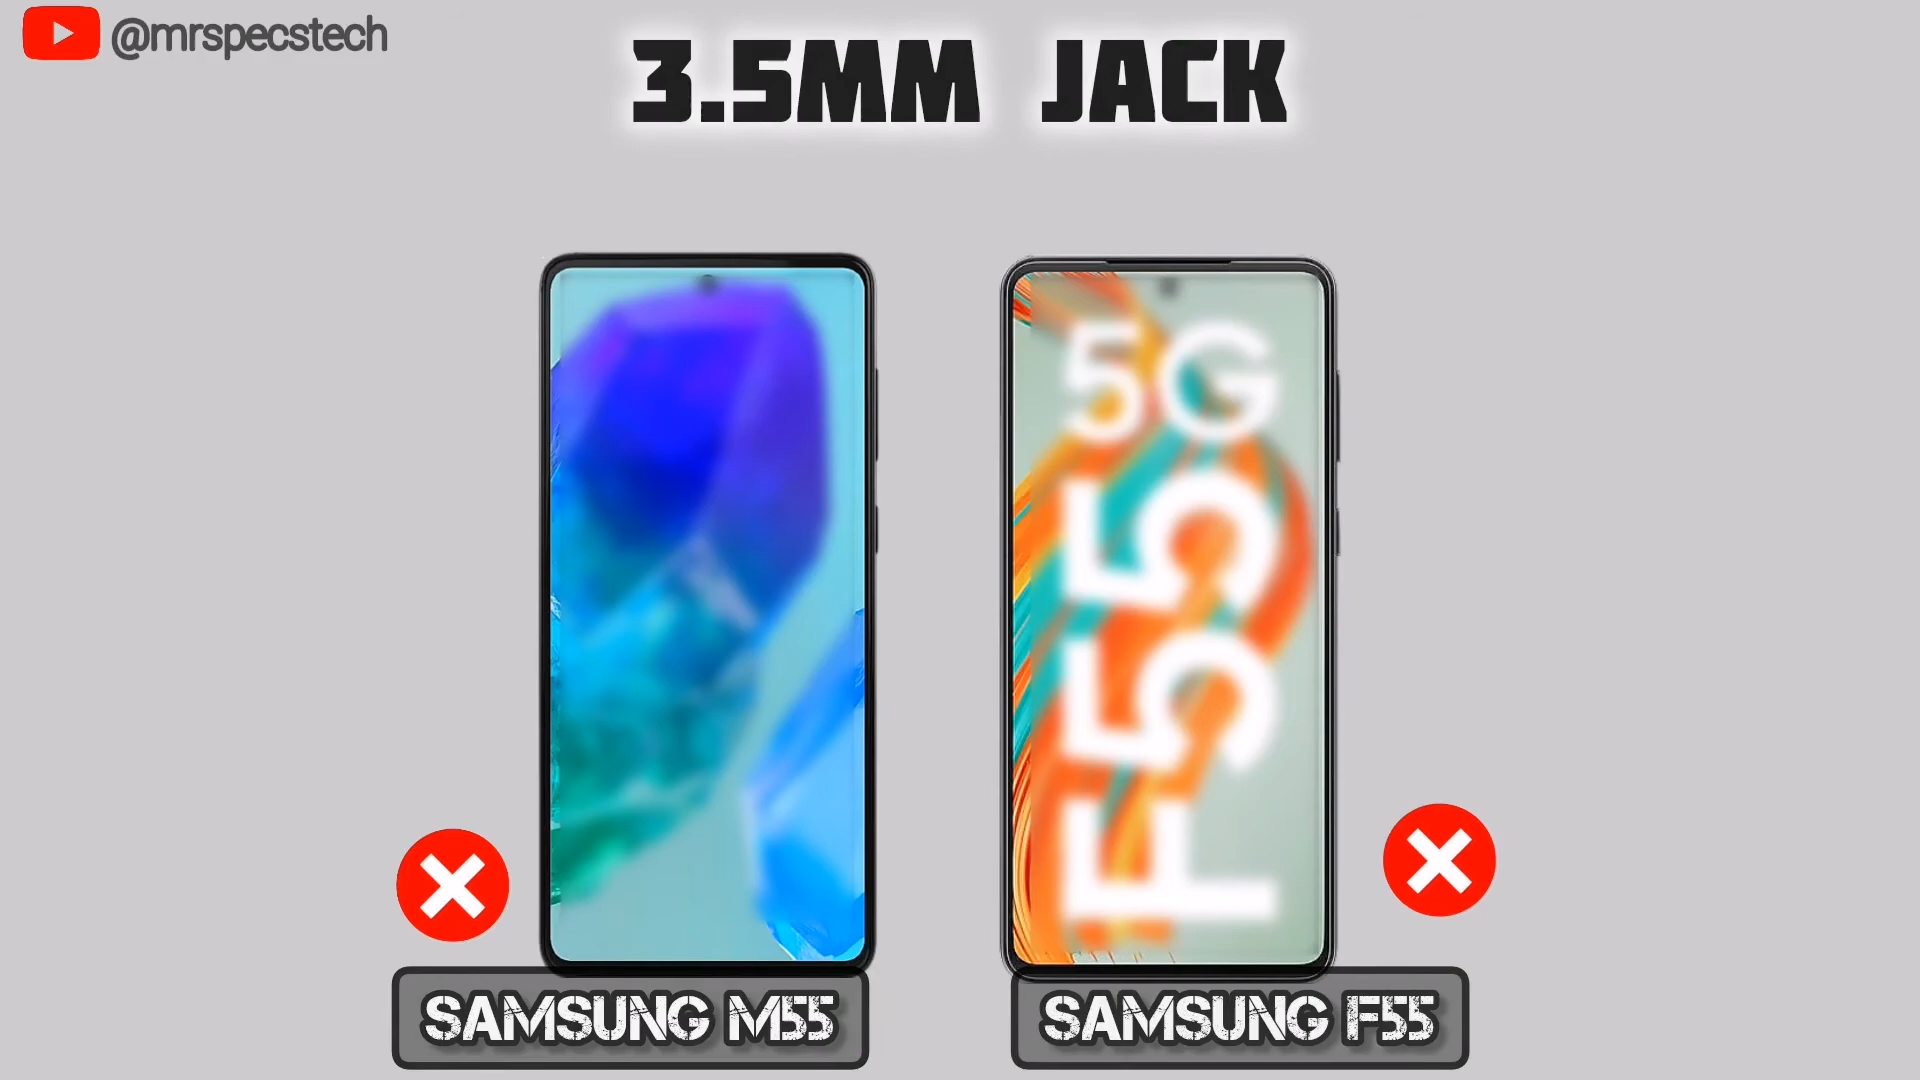 @mrspecstech
3.5MM JACK
5G
F55
SAMSUNG M55
SAMSUNG F55